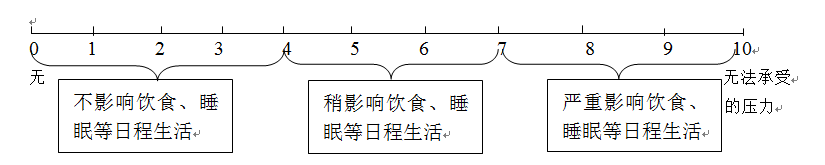 0 1 2 3 4 5 6 7 8 9 10
无
不影响饮食、睡
眠等日程生活
稍影响饮食、睡
眠等日程生活
严重影响饮食、
睡眠等日程生活
无法承受
的压力